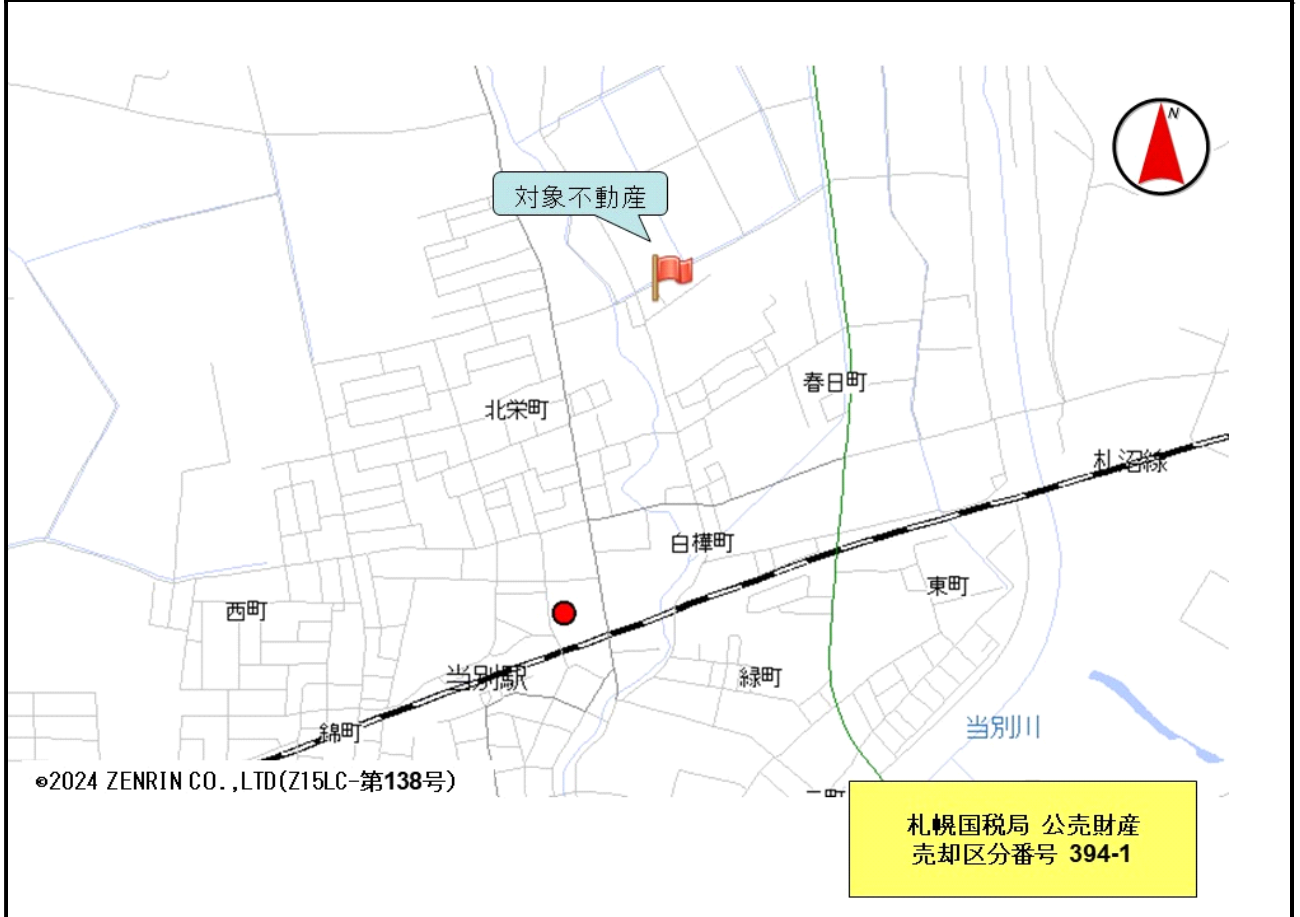 N
対象不動産
春日町
北栄町
札沼線
白樺町
東町
西町
当別駅
緑町
錦町
当別川
©2024 ZENRIN CO.,LTD(Z15LC-第138号)
札幌国税局 公売財産
売却区分番号 394-1